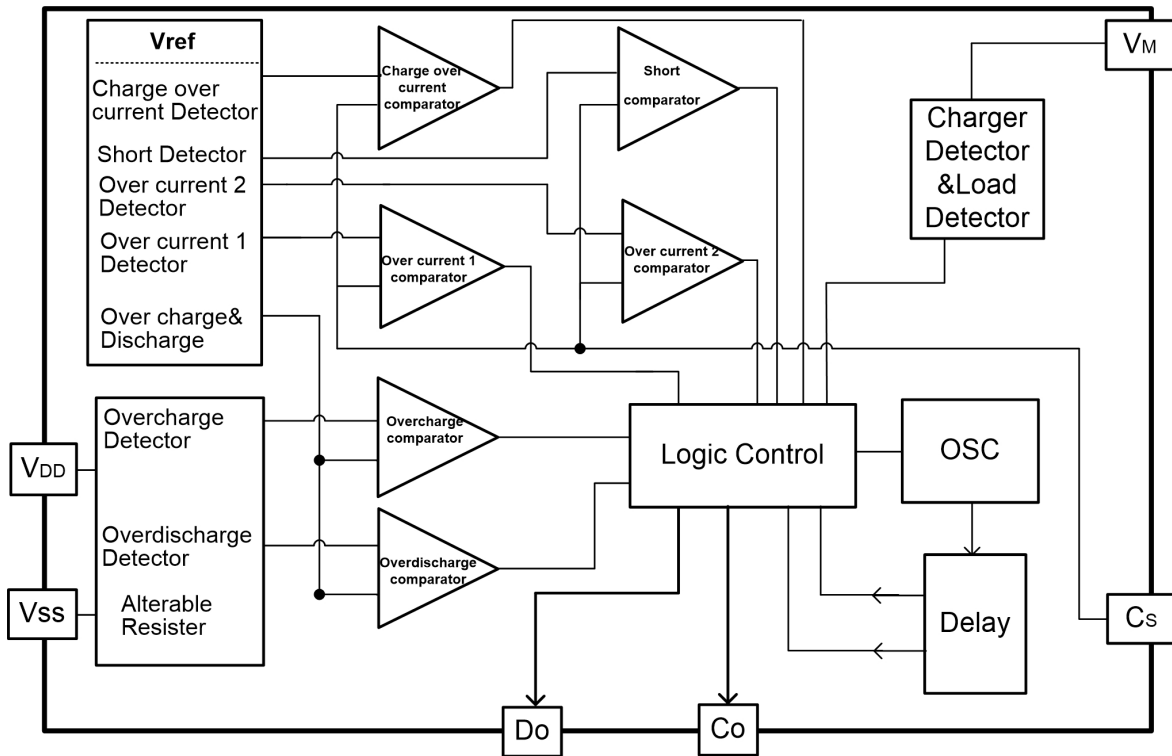 Vref
Charge over
current Detector
Short Detector
Over current 2
Detector
Over current 1
Detector
Over charge&
Discharge
Charge over
current
comparator
Short
comparator
Over current 1
comparator
Over current 2
comparator
VM
Charger
Detector
&Load
Detector
Overcharge
Detector
Overdischarge
Detector
Alterable
Resister
VDD
Vss
Overcharge
comparator
Overdischarge
comparator
Logic Control
OSC
Delay
Cs
Do
Co